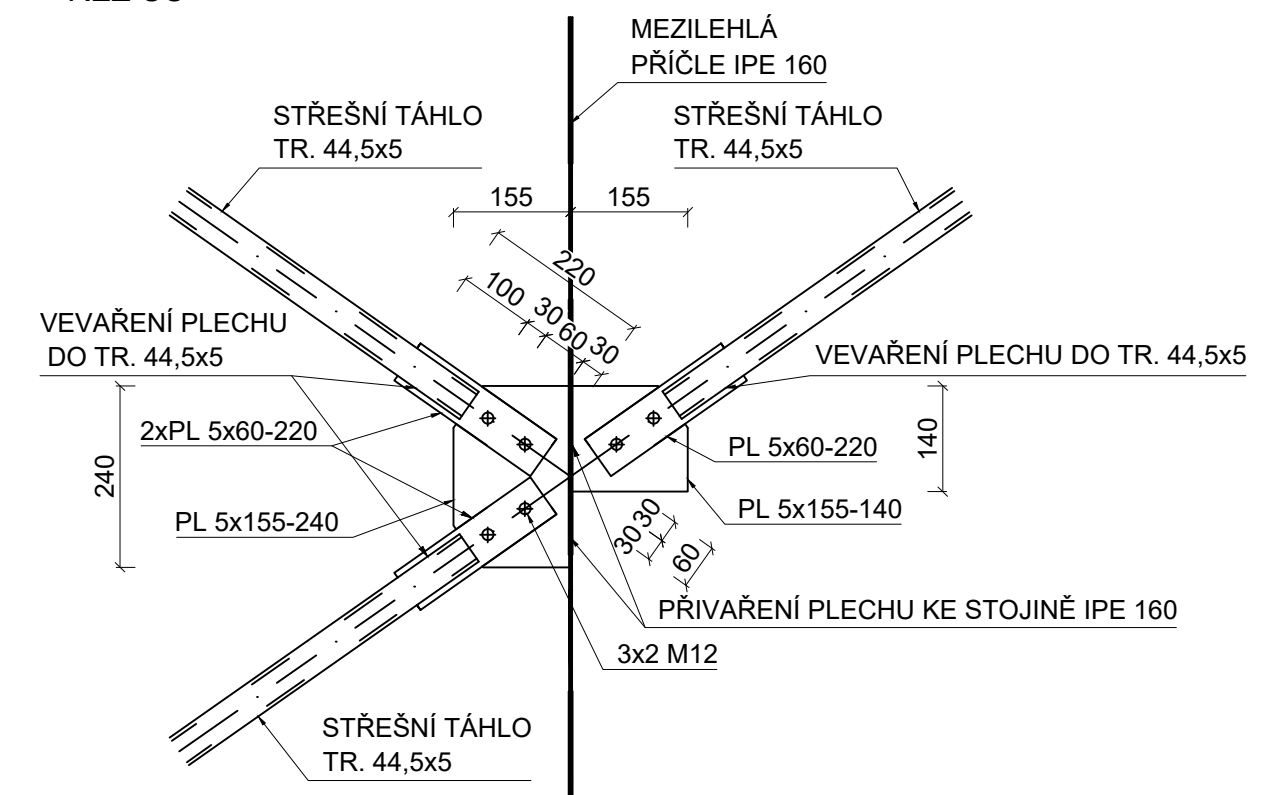 MEZILEHLÁ
PŘÍČLE IPE 160
STŘEŠNÍ TÁHLO
TR. 44,5x5
STŘEŠNÍ TÁHLO
TR. 44,5x5
155
155
220
100
30
60
30
VEVAŘENÍ PLECHU
DO TR. 44,5x5
VEVAŘENÍ PLECHU DO TR. 44,5x5
2xPL 5x60-220
PL 5x60-220
240
140
PL 5x155-240
PL 5x155-140
30
30
60
PŘIVAŘENÍ PLECHU KE STOJINĚ IPE 160
3x2 M12
STŘEŠNÍ TÁHLO
TR. 44,5x5